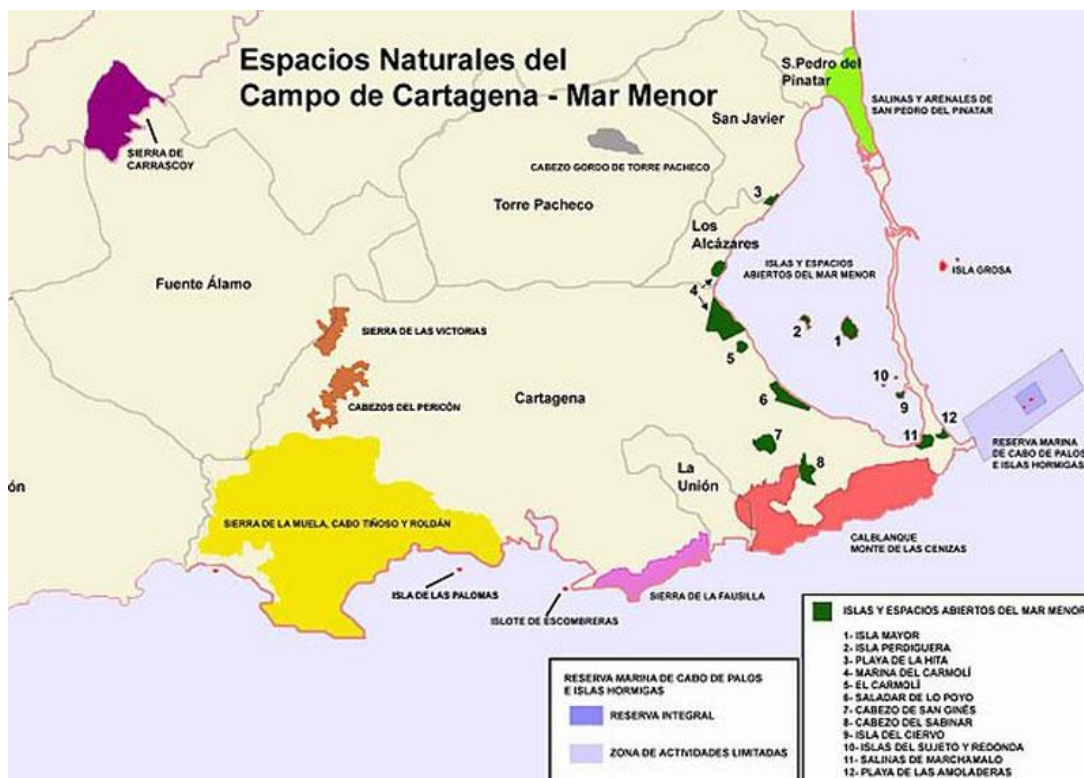 Espacios Naturales del
Campo de Cartagena - Mar Menor
S.Pedro del
Pinatar
SALINAS Y ARENALES DE
SAN PEDRO DEL PINATAR
San Javier
SIERRA DE
CARRASCOY
CABEZO GORDO DE TORRE PACHECO
3
Torre Pacheco
Los
Alcázares
ISLAS Y ESPACIOS
ABIERTOS DEL MAR MENOR
ISLA GROSA
Fuente Álamo
4
SIERRA DE LAS VICTORIAS
2
1
5
10
CABEZOS DEL PERICÓN
Cartagena
6
9
12
11
7
RESERVA MARINA
DE CABO DE PALOS
E ISLAS HORMIGAS
8
La
Unión
ón
SIERRA DE LA MUELA, CABO TIÑOSO Y ROLDÁN
CALBLANQUE
MONTE DE LAS CENIZAS
ISLA DE LAS PALOMAS
SIERRA DE LA FAUSILLA
ISLOTE DE ESCOMBRERAS
RESERVA MARINA DE CABO DE PALOS
E ISLAS HORMIGAS
RESERVA INTEGRAL
ZONA DE ACTIVIDADES LIMITADAS
ISLAS Y ESPACIOS ABIERTOS DEL MAR MENOR
1- ISLA MAYOR
2- ISLA PERDIGUERA
3- PLAYA DE LA HITA
4- MARINA DEL CARMOLÍ
5- EL CARMOLÍ
6- SALADAR DE LO POYO
7- CABEZO DE SAN GINÉS
8- CABEZO DEL SABINAR
9- ISLA DEL CIERVO
10- ISLAS DEL SUJETO Y REDONDA
11- SALINAS DE MARCHAMALO
12- PLAYA DE LAS AMOLADERAS